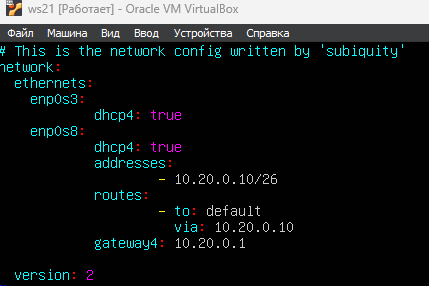 ws21 [Работает] - Oracle VM VirtualBox
Файл Машина Вид Ввод Устройства Справка
# This is the network config written by 'subiquity'
network:
  ethernets:
    enp0s3:
            dhcp4: true
    enp0s8:
            dhcp4: true
            addresses:
                    - 10.20.0.10/26
            routes:
                    - to: default
                      via: 10.20.0.10
            gateway4: 10.20.0.1
  version: 2